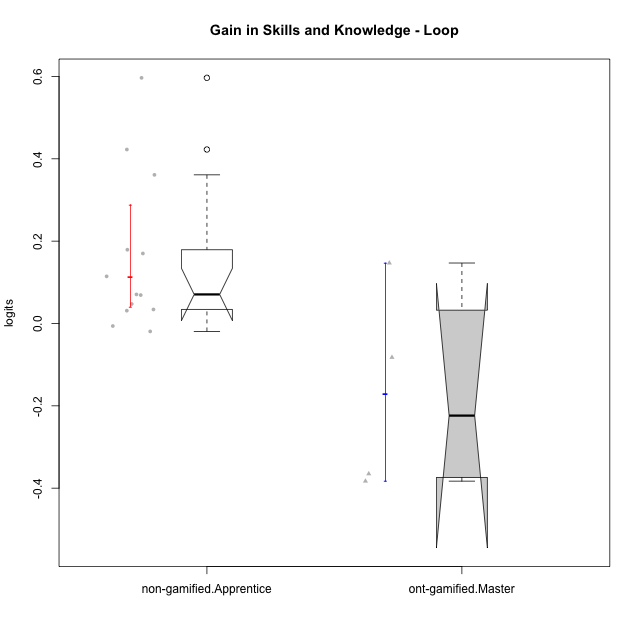 Gain in Skills and Knowledge - Loop
logits
0.6
0.4
0.2
0.0
-0.2
-0.4
non-gamified.Apprentice
ont-gamified.Master